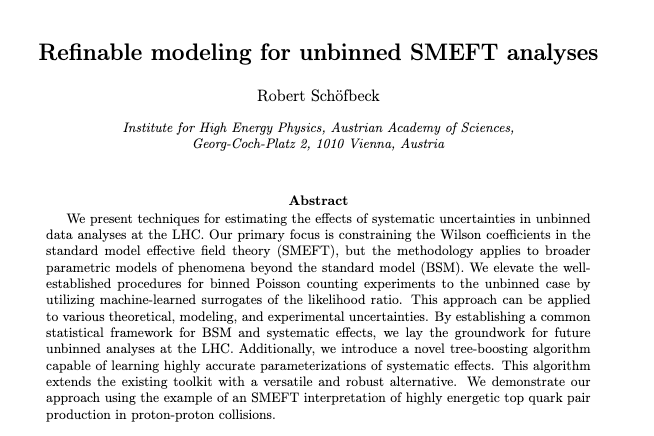 Refinable modeling for unbinned SMEFT analyses
Robert Schöfbeck
Institute for High Energy Physics, Austrian Academy of Sciences,
Georg-Coch-Platz 2, 1010 Vienna, Austria
Abstract
We present techniques for estimating the effects of systematic uncertainties in unbinned
data analyses at the LHC. Our primary focus is constraining the Wilson coefficients in the
standard model effective field theory (SMEFT), but the methodology applies to broader
parametric models of phenomena beyond the standard model (BSM). We elevate the well-
established procedures for binned Poisson counting experiments to the unbinned case by
utilizing machine-learned surrogates of the likelihood ratio. This approach can be applied
to various theoretical, modeling, and experimental uncertainties. By establishing a common
statistical framework for BSM and systematic effects, we lay the groundwork for future
unbinned analyses at the LHC. Additionally, we introduce a novel tree-boosting algorithm
capable of learning highly accurate parameterizations of systematic effects. This algorithm
extends the existing toolkit with a versatile and robust alternative. We demonstrate our
approach using the example of an SMEFT interpretation of highly energetic top quark pair
production in proton-proton collisions.